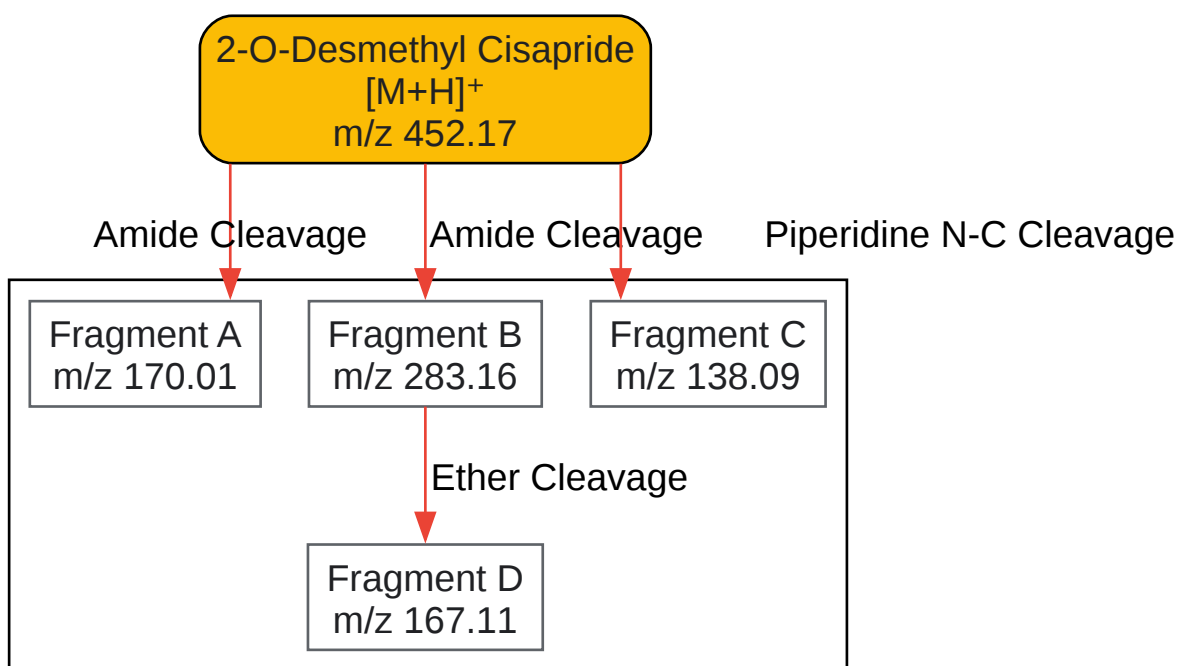 2-O-Desmethyl Cisapride
[M+H]⁺
m/z 452.17
Amide Cleavage
Amide Cleavage
Piperidine N-C Cleavage
Fragment A
m/z 170.01
Fragment B
m/z 283.16
Fragment C
m/z 138.09
Ether Cleavage
Fragment D
m/z 167.11